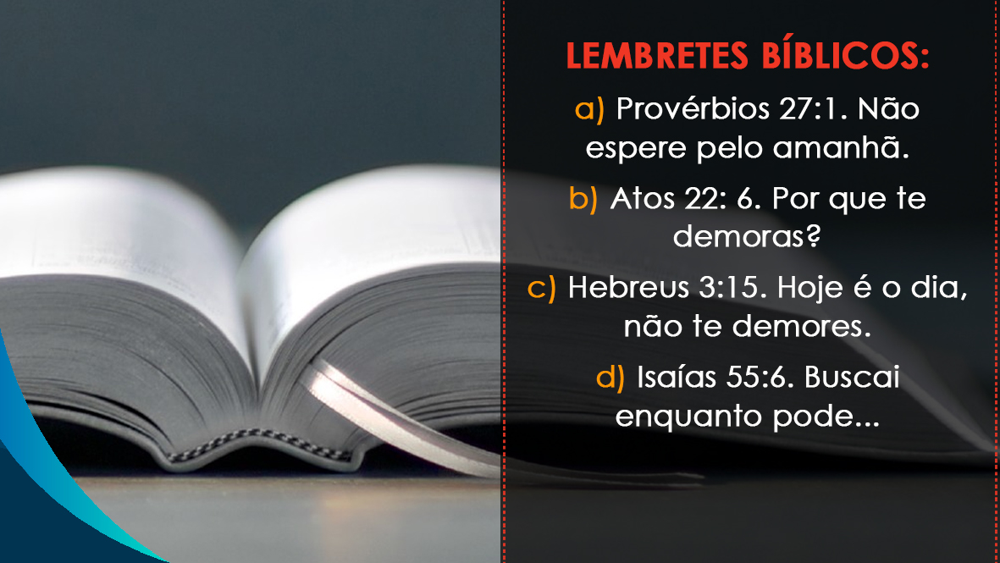 LEMBRETES BÍBLICOS:
a) Provérbios 27:1. Não
espere pelo amanhã.
b) Atos 22: 6. Por que te
demoras?
c) Hebreus 3:15. Hoje é o dia,
não te demores.
d) Isaías 55:6. Buscai
enquanto pode...